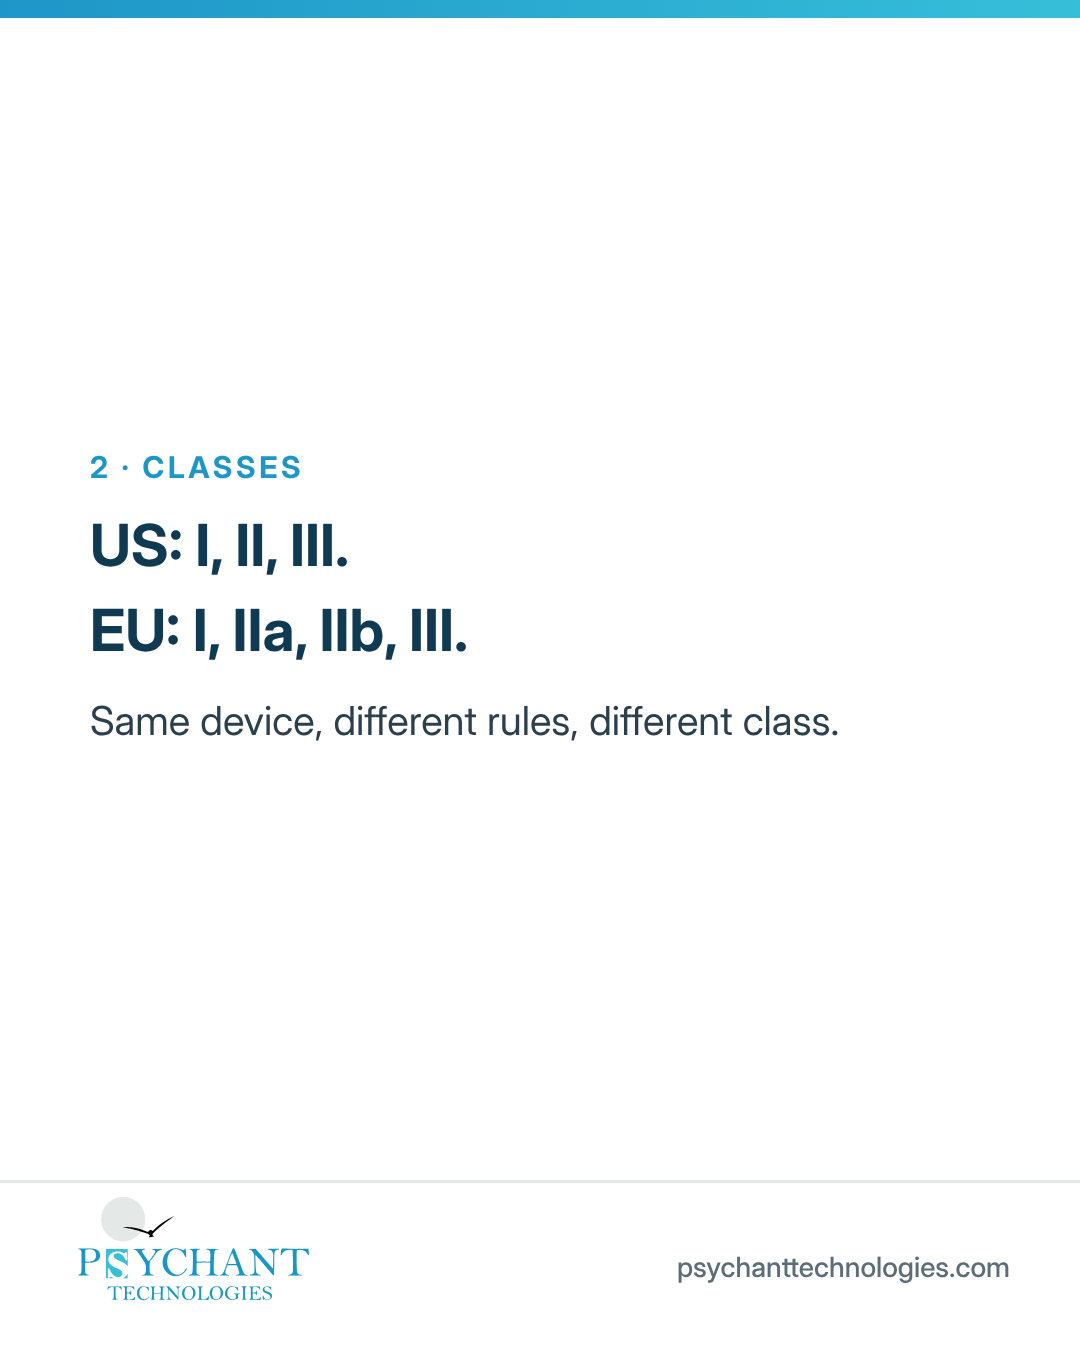 2 · CLASSES
US: I, II, III.
EU: I, IIa, IIb, III.
Same device, different rules, different class.
PSYCHANT
TECHNOLOGIES
psychanttechnologies.com